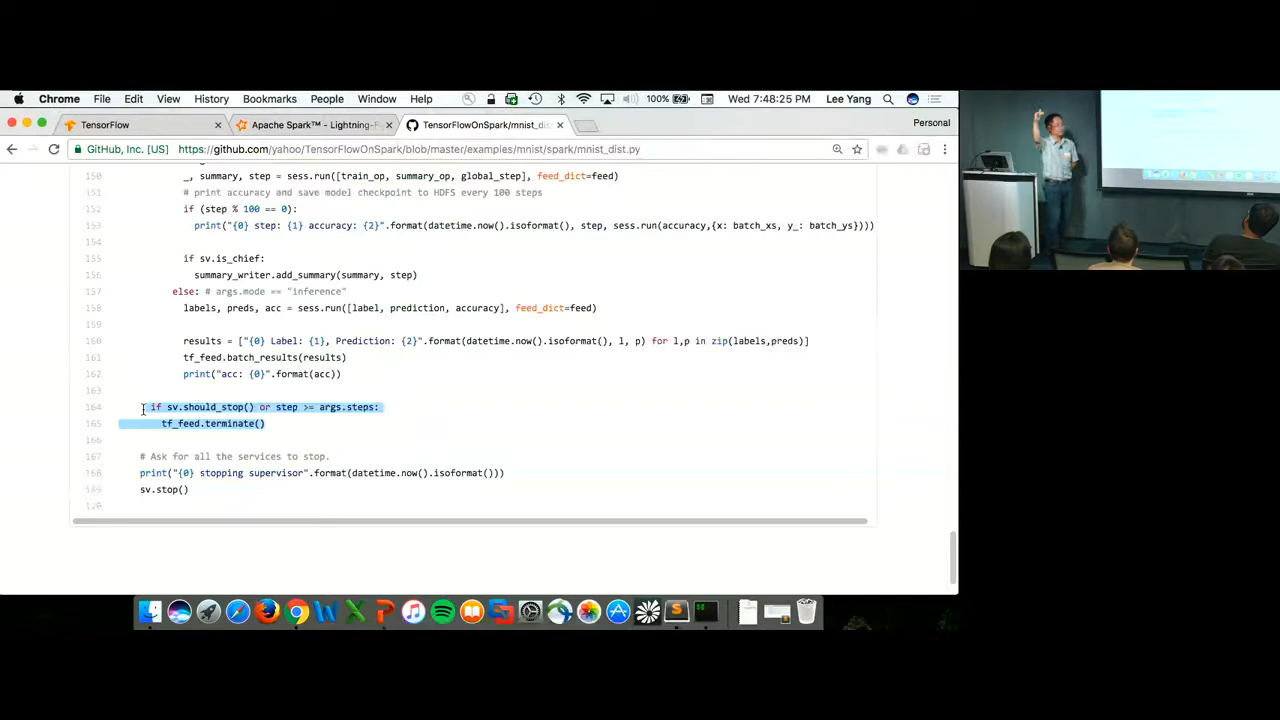 Chrome File Edit View History Bookmarks People Window Help 100% Wed 7:48:25 PM Lee Yang
TensorFlow Apache Spark™ - Lightning-F TensorFlowOnSpark/mnist_dis Personal
GitHub, Inc. [US] https://github.com/yahoo/TensorFlowOnSpark/blob/master/examples/mnist/spark/mnist_dist.py
150 _, summary, step = sess.run([train_op, summary_op, global_step], feed_dict=feed)
151 # print accuracy and save model checkpoint to HDFS every 100 steps
152 if (step % 100 == 0):
153 print("{0} step: {1} accuracy: {2}".format(datetime.now().isoformat(), step, sess.run(accuracy,{x: batch_xs, y_: batch_ys})))
154
155 if sv.is_chief:
156 summary_writer.add_summary(summary, step)
157 else: # args.mode == "inference"
158 labels, preds, acc = sess.run([label, prediction, accuracy], feed_dict=feed)
159
160 results = ["{0} Label: {1}, Prediction: {2}".format(datetime.now().isoformat(), l, p) for l,p in zip(labels,preds)]
161 tf_feed.batch_results(results)
162 print("acc: {0}".format(acc))
163
164 if sv.should_stop() or step >= args.steps:
165 tf_feed.terminate()
166
167 # Ask for all the services to stop.
168 print("{0} stopping supervisor".format(datetime.now().isoformat()))
169 sv.stop()